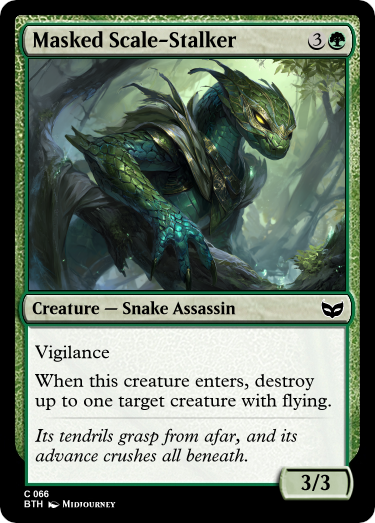 Masked Scale-Stalker 3
Creature — Snake Assassin
Vigilance
When this creature enters, destroy
up to one target creature with flying.
Its tendrils grasp from afar, and its
advance crushes all beneath.
3/3
C 066
BTH Midjourney